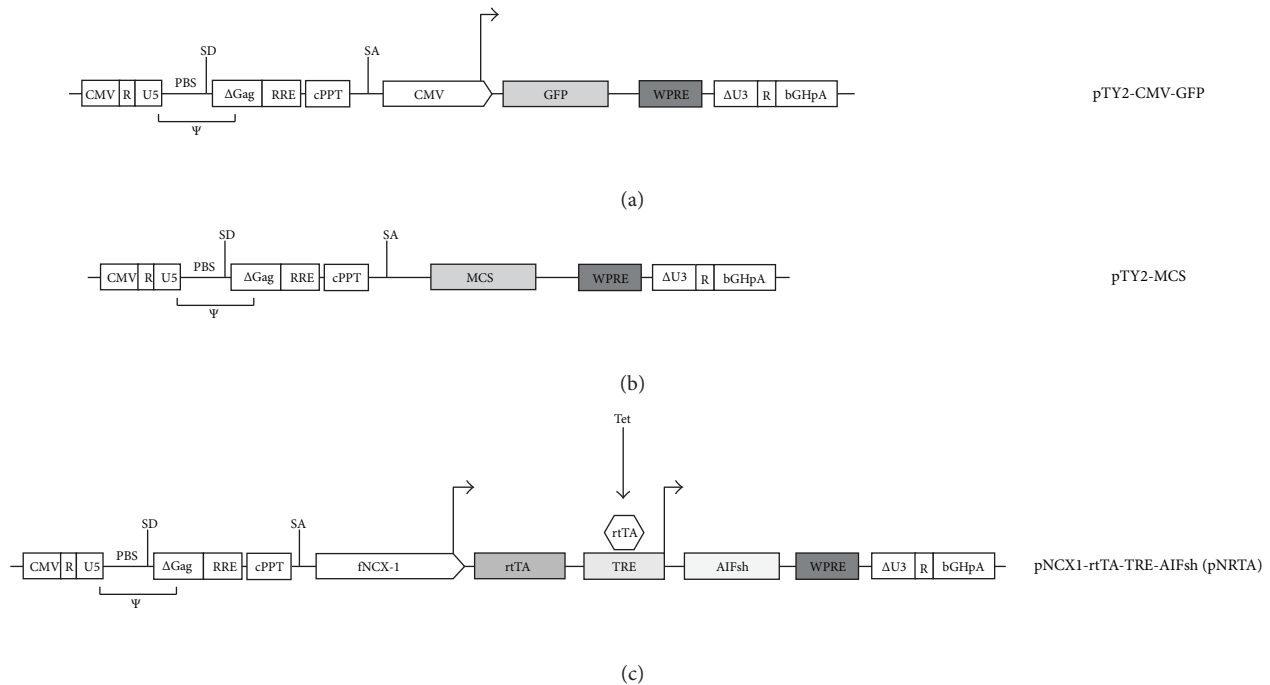 SD
SA
PBS
CMV R U5 ΔGag RRE cPPT CMV GFP WPRE ΔU3 R bGHpA
pTY2-CMV-GFP
Ψ
(a)
SD
SA
PBS
CMV R U5 ΔGag RRE cPPT MCS WPRE ΔU3 R bGHpA
pTY2-MCS
Ψ
(b)
Tet
SD
SA
rtTA
PBS
CMV R U5 ΔGag RRE cPPT fNCX-1 rtTA TRE AIFsh WPRE ΔU3 R bGHpA
pNCX1-rtTA-TRE-AIFsh (pNRTA)
Ψ
(c)